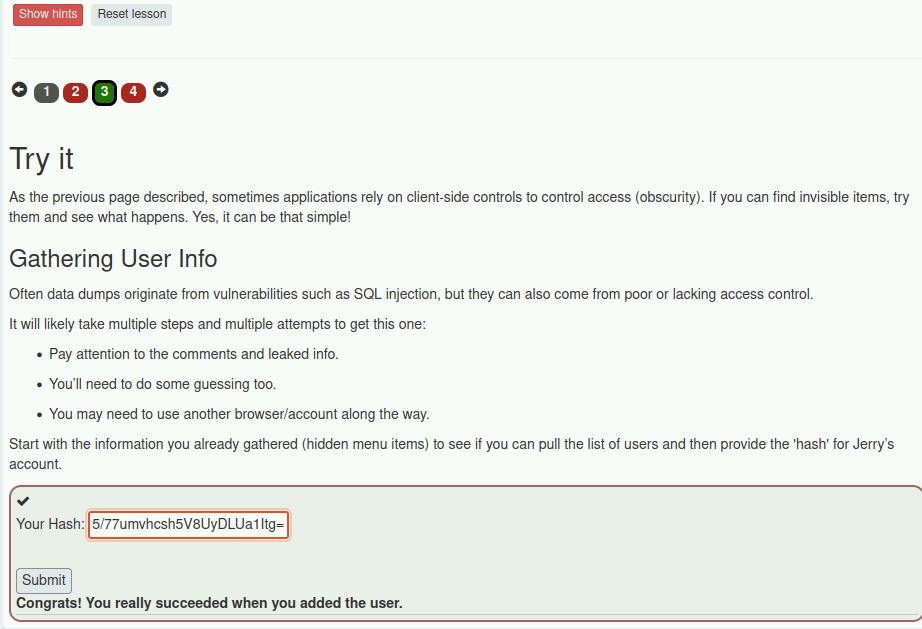 Show hints Reset lesson
1 2 3 4
Try it
As the previous page described, sometimes applications rely on client-side controls to control access (obscurity). If you can find invisible items, try
them and see what happens. Yes, it can be that simple!
Gathering User Info
Often data dumps originate from vulnerabilities such as SQL injection, but they can also come from poor or lacking access control.
It will likely take multiple steps and multiple attempts to get this one:
• Pay attention to the comments and leaked info.
• You’ll need to do some guessing too.
• You may need to use another browser/account along the way.
Start with the information you already gathered (hidden menu items) to see if you can pull the list of users and then provide the 'hash' for Jerry’s
account.
✔
Your Hash: 5/77umvhcsh5V8UyDLUa1Itg=
Submit
Congrats! You really succeeded when you added the user.